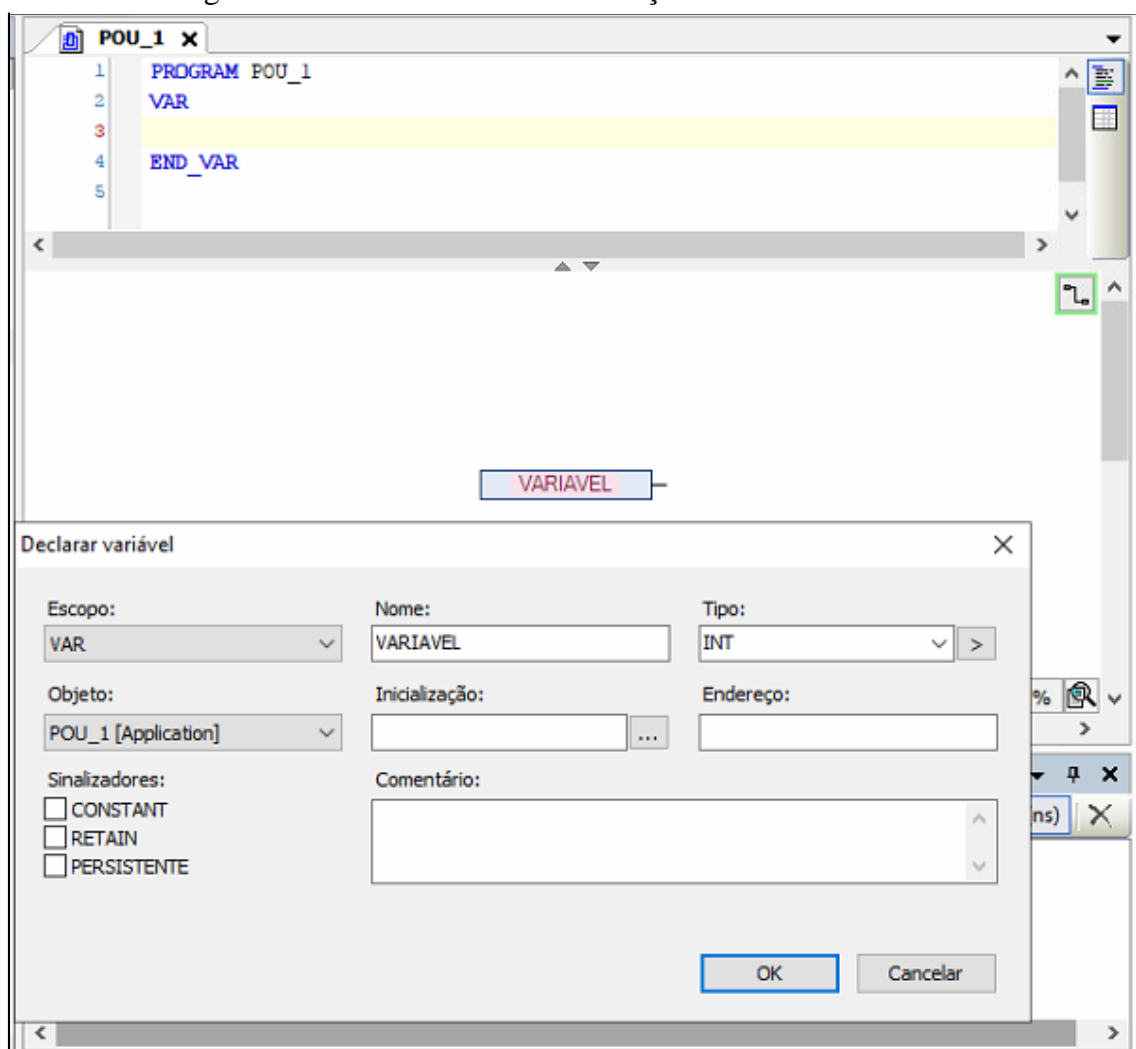 POU_1
1 PROGRAM POU_1
2 VAR
3
4 END_VAR
5
VARIAVEL
Declarar variável
Escopo: Nome: Tipo:
VAR VARIAVEL INT >
Objeto: Inicialização: Endereço:
POU_1 [Application] ...
%
Sinalizadores: Comentário:
CONSTANT
RETAIN
PERSISTENTE
ns)
OK Cancelar